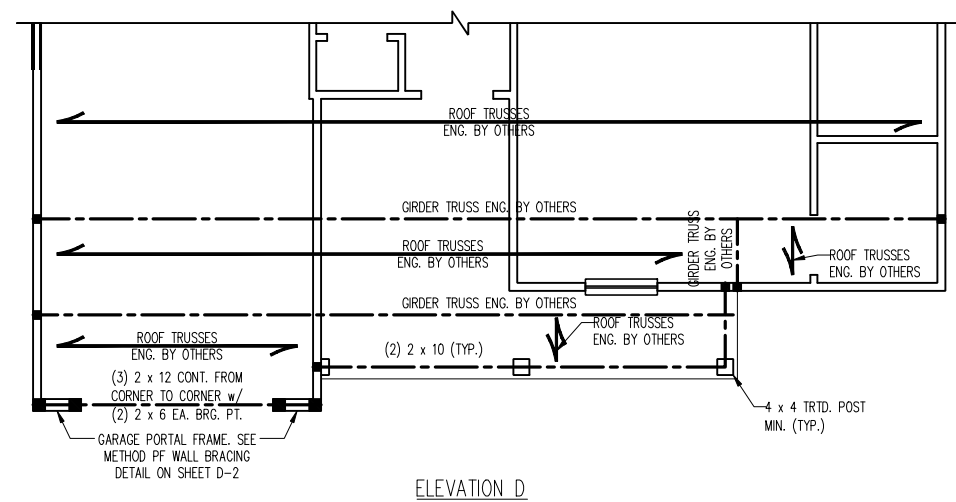 ROOF TRUSSES
ENG. BY OTHERS
GIRDER TRUSS ENG. BY OTHERS
GIRDER TRUSS
ENG. BY
OTHERS
ROOF TRUSSES
ENG. BY OTHERS
ROOF TRUSSES
ENG. BY OTHERS
GIRDER TRUSS ENG. BY OTHERS
ROOF TRUSSES
ENG. BY OTHERS
ROOF TRUSSES
ENG. BY OTHERS
(2) 2 x 10 (TYP.)
(3) 2 x 12 CONT. FROM
CORNER TO CORNER w/
(2) 2 x 6 EA. BRG. PT.
4 x 4 TRTD. POST
MIN. (TYP.)
GARAGE PORTAL FRAME. SEE
METHOD PF WALL BRACING
DETAIL ON SHEET D-2
ELEVATION D